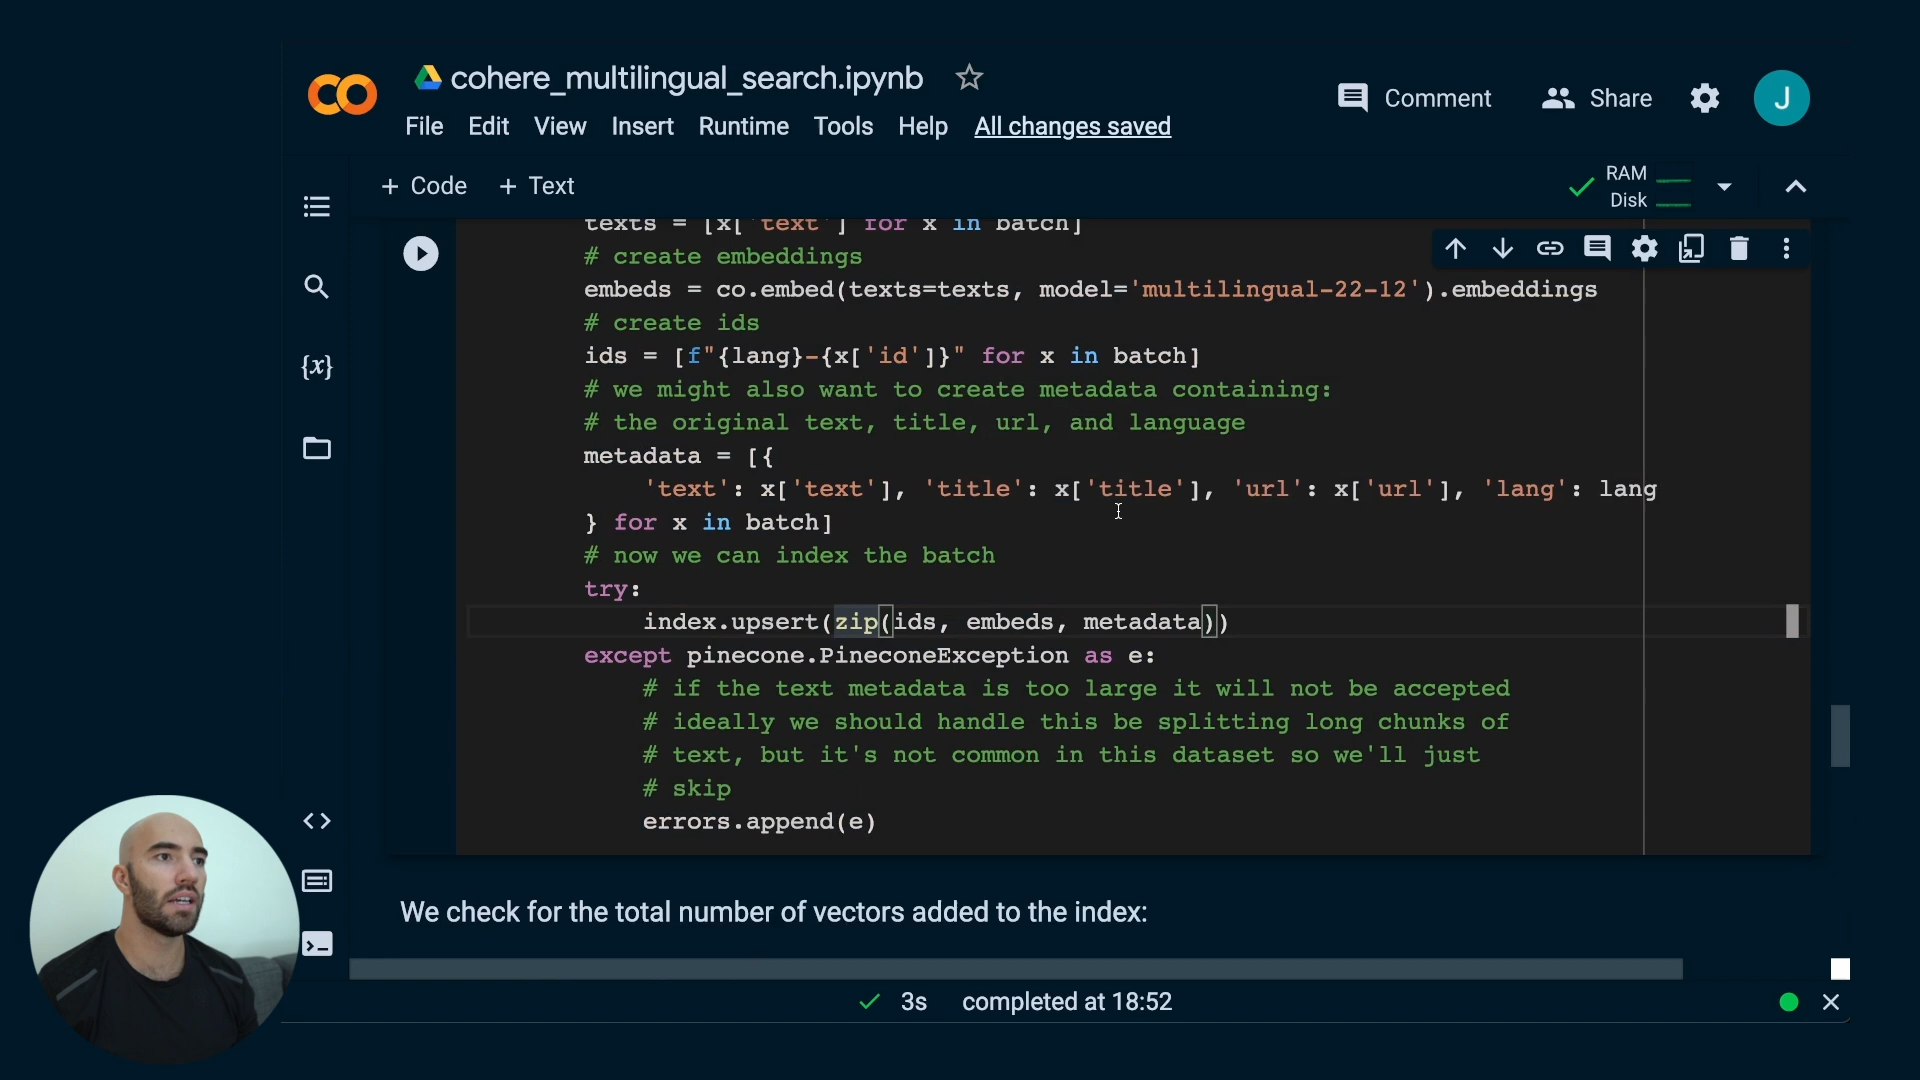 cohere_multilingual_search.ipynb
Comment
Share
J
File Edit View Insert Runtime Tools Help All changes saved
+ Code + Text
RAM
Disk
texts = [x['text'] for x in batch]
# create embeddings
embeds = co.embed(texts=texts, model='multilingual-22-12').embeddings
# create ids
ids = [f"{lang}-{x['id']}" for x in batch]
# we might also want to create metadata containing:
# the original text, title, url, and language
metadata = [{
'text': x['text'], 'title': x['title'], 'url': x['url'], 'lang': lang
} for x in batch]
# now we can index the batch
try:
index.upsert(zip(ids, embeds, metadata))
except pinecone.PineconeException as e:
# if the text metadata is too large it will not be accepted
# ideally we should handle this be splitting long chunks of
# text, but it's not common in this dataset so we'll just
# skip
errors.append(e)
We check for the total number of vectors added to the index:
3s completed at 18:52